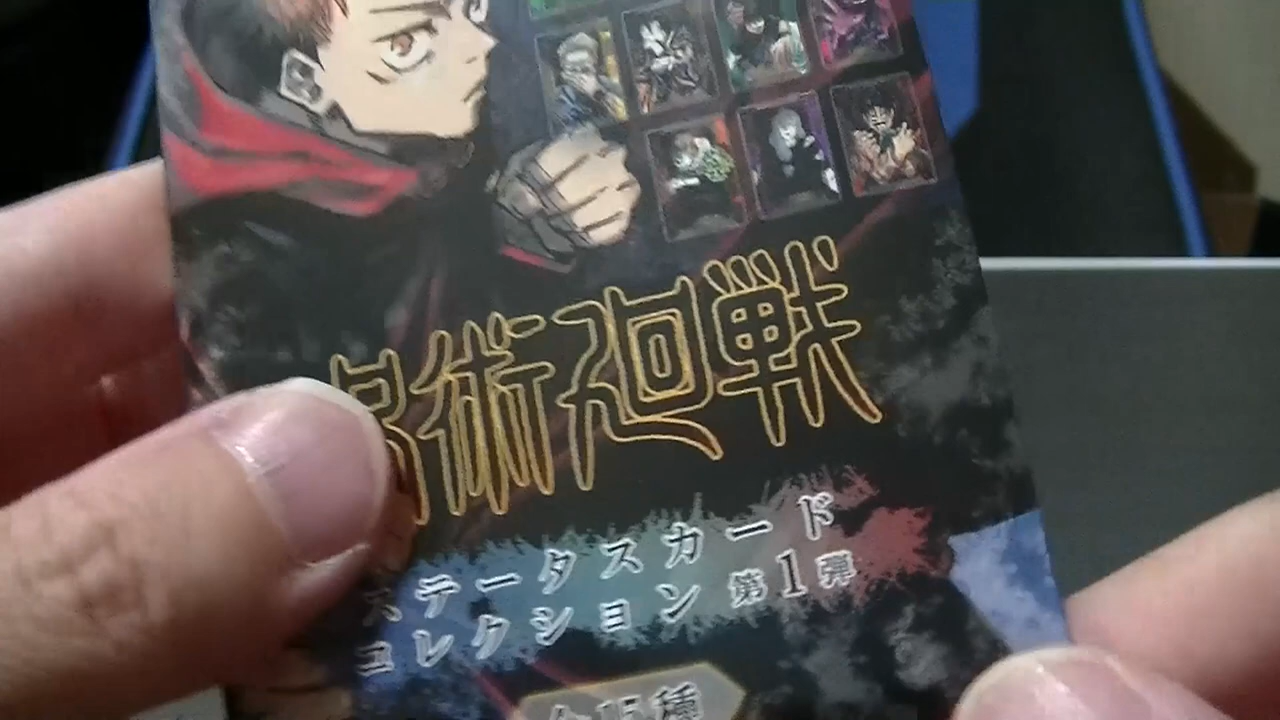 呪術廻戦
ステータスカード
コレクション 第1弾
全15種